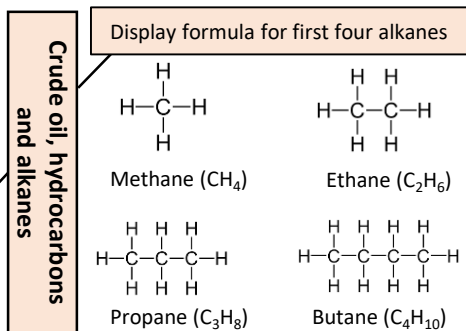 Display formula for first four alkanes
Crude oil, hydrocarbons
and alkanes
H
H—C—H
H
Methane (CH₄)
H H
H—C—C—H
H H
Ethane (C₂H₆)
H H H
H—C—C—C—H
H H H
Propane (C₃H₈)
H H H H
H—C—C—C—C—H
H H H H
Butane (C₄H₁₀)